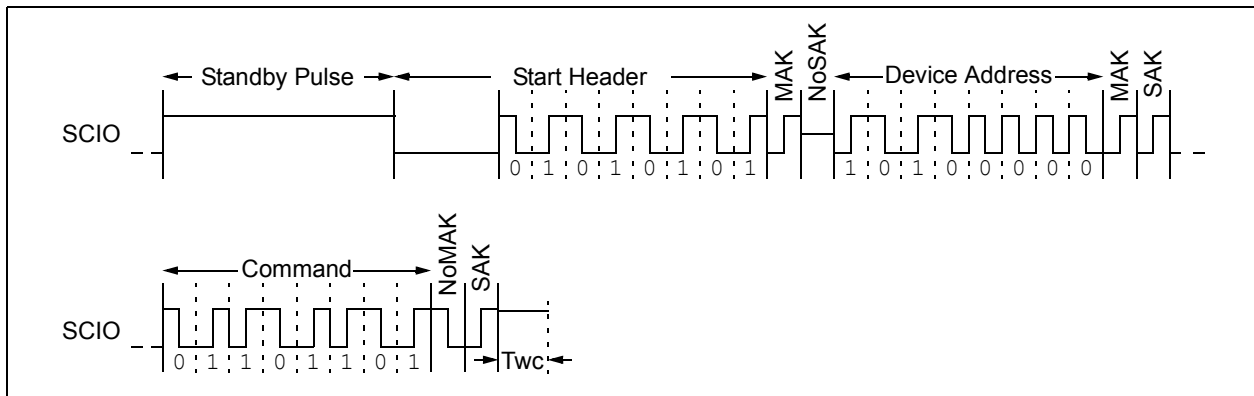 Standby Pulse Start Header MAK NoSAK Device Address MAK SAK
SCIO
0 1 0 1 0 1 0 1 1 0 1 0 0 0 0 0
Command NoMAK SAK
SCIO
0 1 1 0 1 1 0 1 Twc